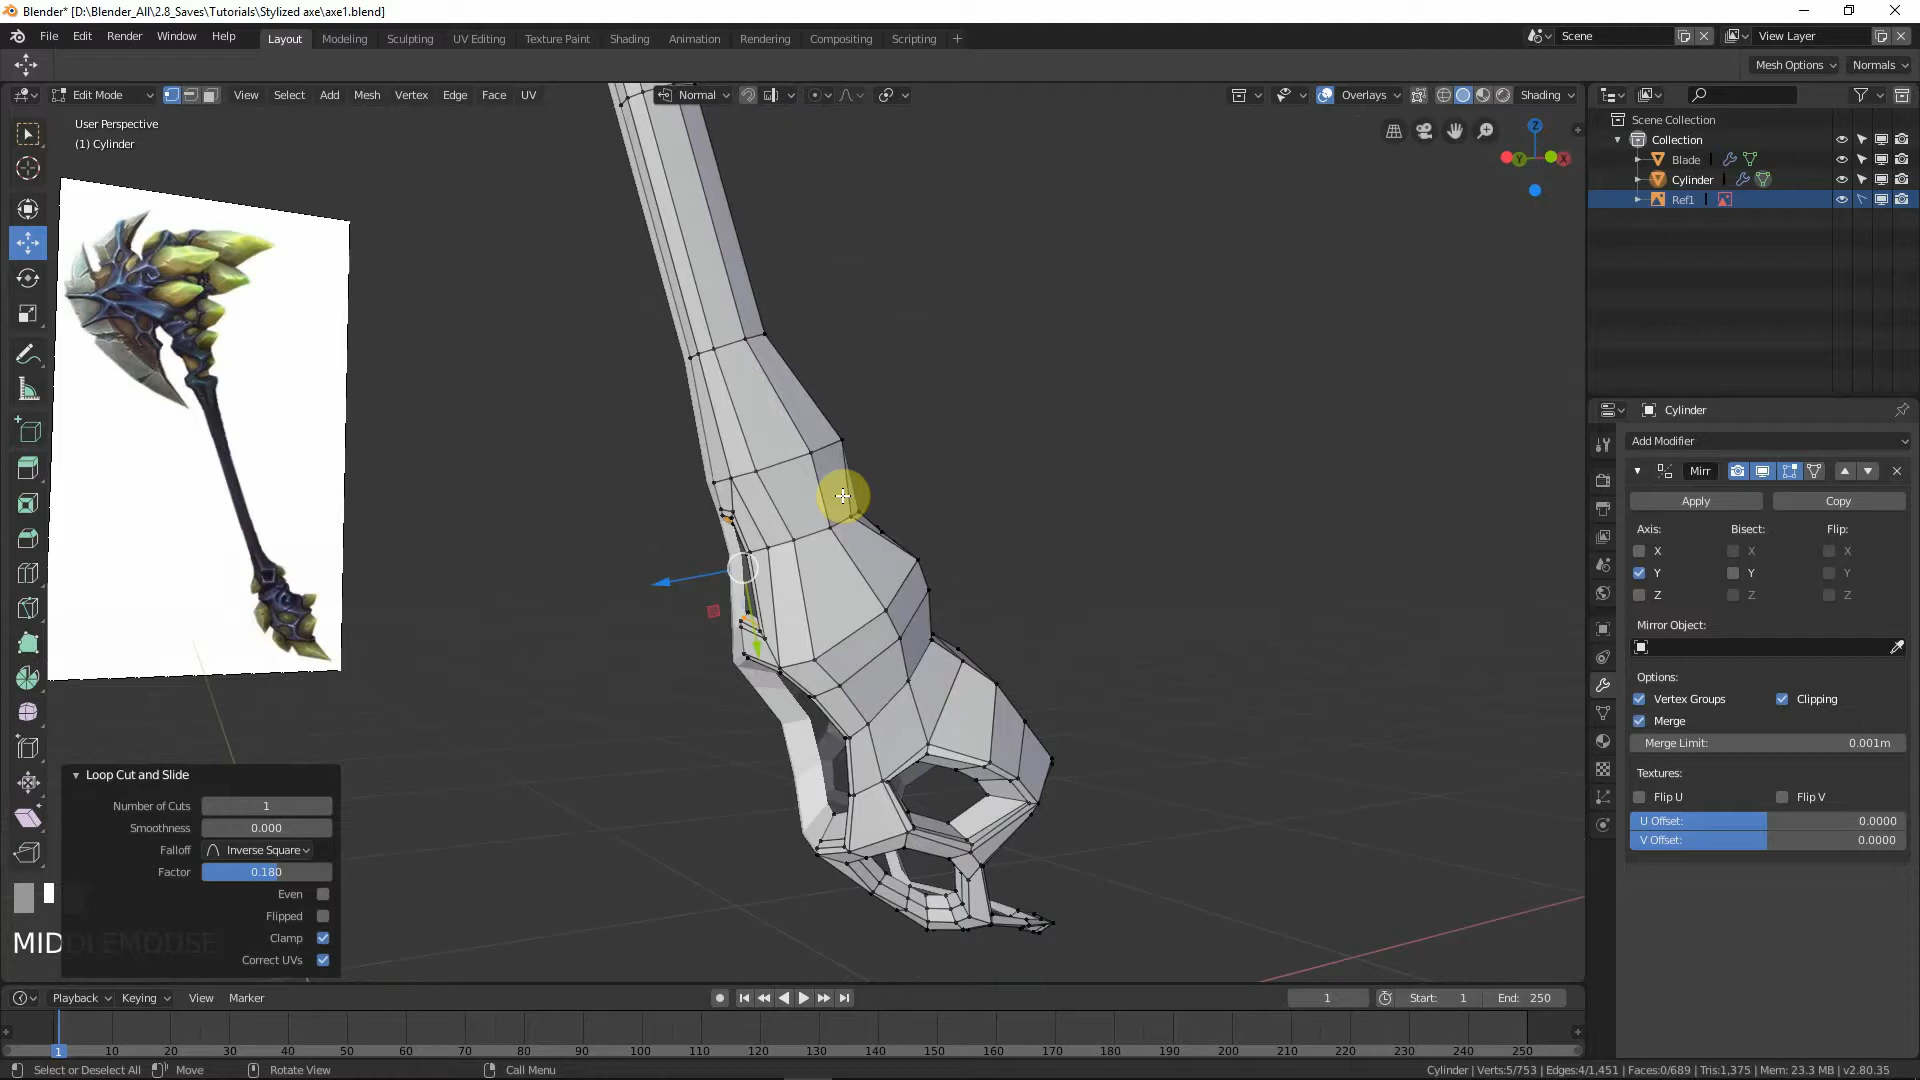 Blender* [D:\Blender_All\2.8_Saves\Tutorials\Stylized axe\axe1.blend]
File Edit Render Window Help Layout Modeling Sculpting UV Editing Texture Paint Shading Animation Rendering Compositing Scripting + Scene View Layer
Mesh Options Normals
Edit Mode View Select Add Mesh Vertex Edge Face UV Normal Overlays Shading
User Perspective
(1) Cylinder
Z
Y X
Scene Collection
Collection
Blade
Cylinder
Ref1
Cylinder
Add Modifier
Mirr
Apply Copy
Axis: Bisect: Flip:
X X X
Y Y Y
Z Z Z
Mirror Object:
Options:
Vertex Groups Clipping
Merge
Merge Limit: 0.001m
Textures:
Flip U Flip V
U Offset: 0.0000
V Offset: 0.0000
Loop Cut and Slide
Number of Cuts 1
Smoothness 0.000
Falloff Inverse Square
Factor 0.180
Even
Flipped
Clamp
Correct UVs
MIDDLEMOUSE
Playback Keying View Marker 1 Start: 1 End: 250
1 10 20 30 40 50 60 70 80 90 100 110 120 130 140 150 160 170 180 190 200 210 220 230 240 250
Select or Deselect All Move Rotate View Call Menu Cylinder | Verts:5/753 | Edges:4/1,451 | Faces:0/689 | Tris:1,375 | Mem: 23.3 MB | v2.80.35